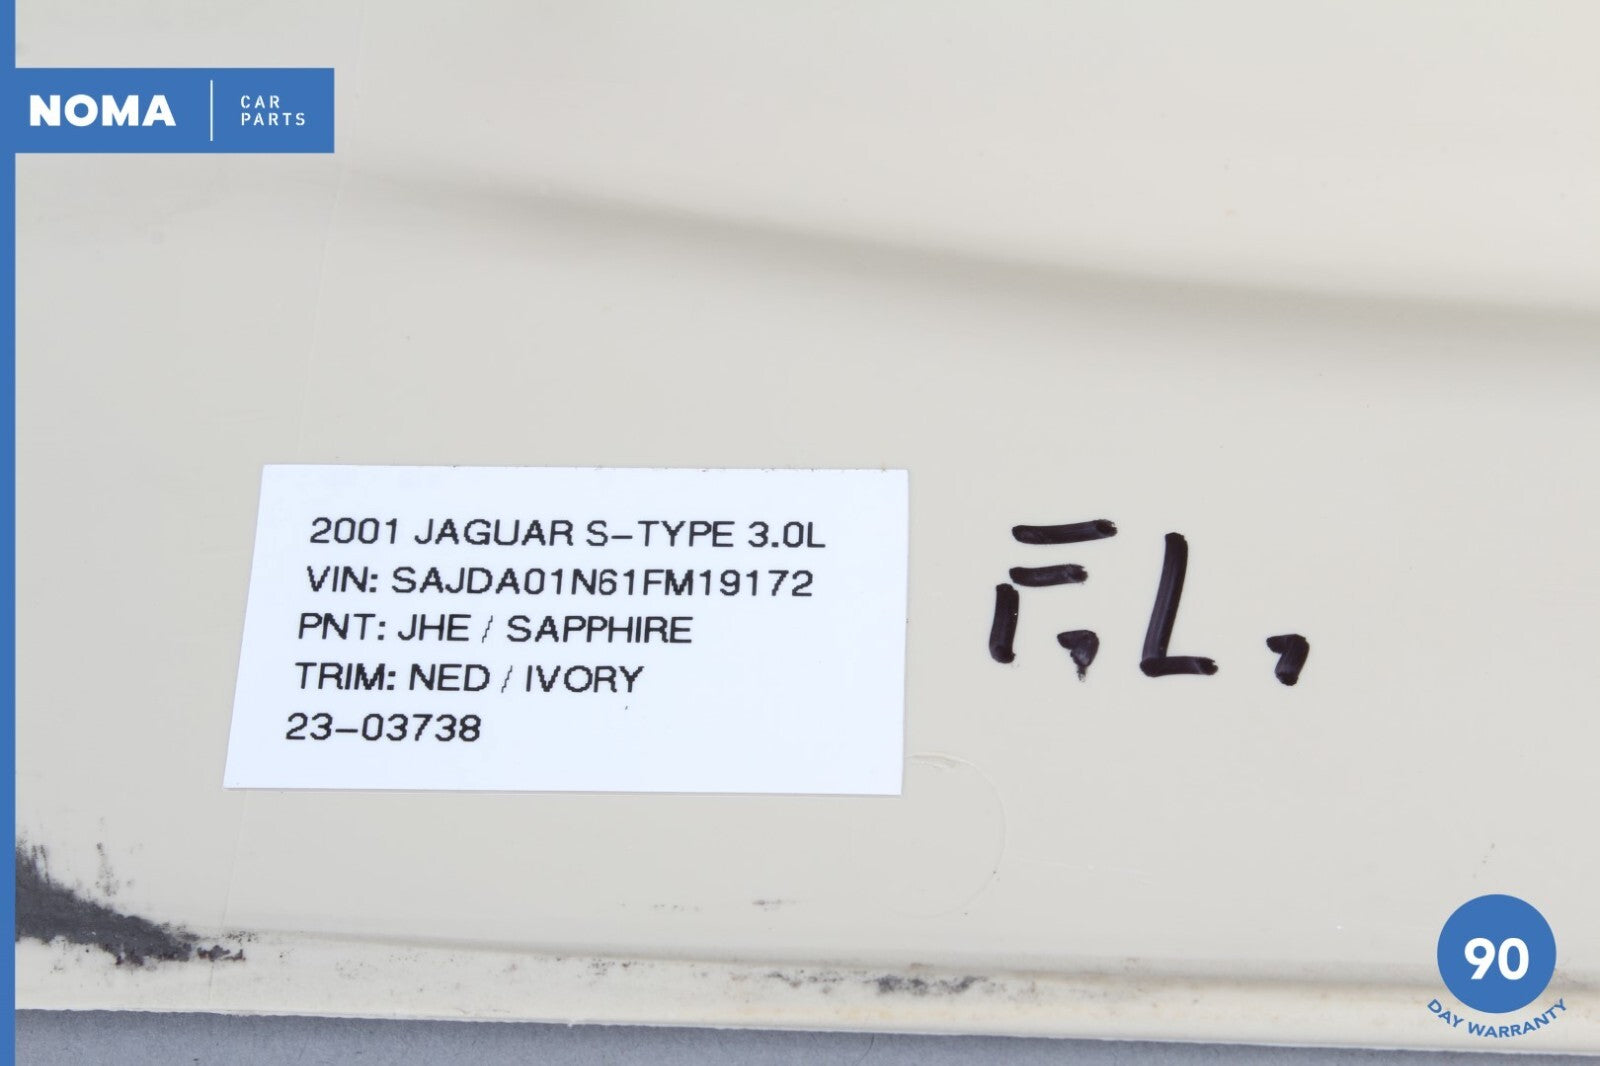 NOMA
CAR
PARTS
2001 JAGUAR S-TYPE 3.0L
VIN: SAJDA01N61FM19172
PNT: JHE / SAPPHIRE
TRIM: NED / IVORY
23-03738
F.L.
90
DAY WARRANTY